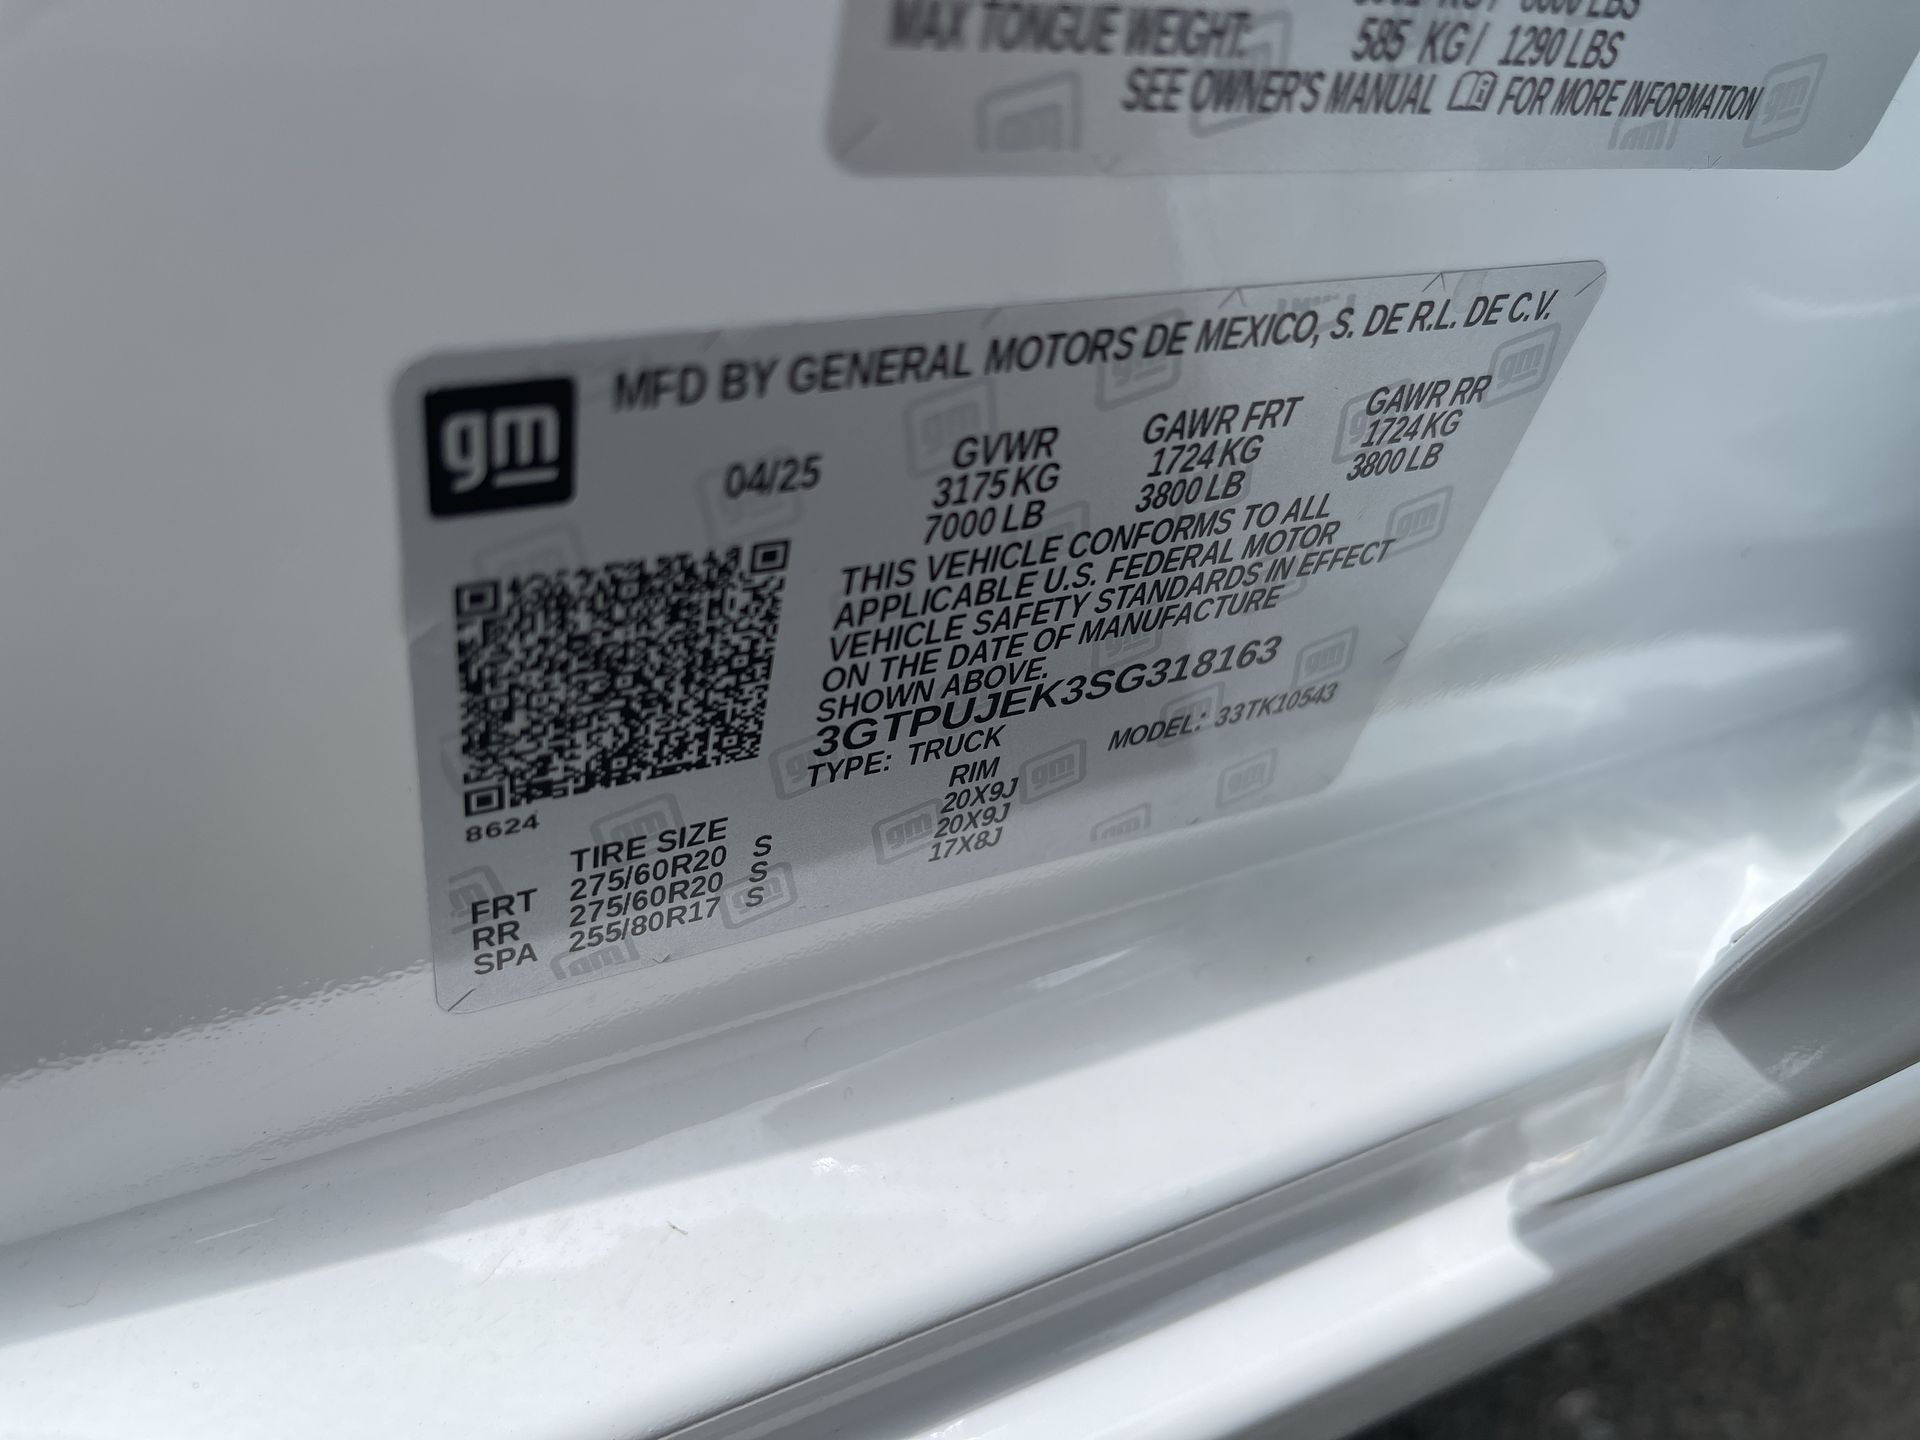 MAX TONGUE WEIGHT: 585 KG / 1290 LBS
SEE OWNER'S MANUAL FOR MORE INFORMATION
gm
MFD BY GENERAL MOTORS DE MEXICO, S. DE R.L. DE C.V.
04/25 GVWR GAWR FRT GAWR RR
3175 KG 1724 KG 1724 KG
7000 LB 3800 LB 3800 LB
THIS VEHICLE CONFORMS TO ALL
APPLICABLE U.S. FEDERAL MOTOR
VEHICLE SAFETY STANDARDS IN EFFECT
ON THE DATE OF MANUFACTURE
SHOWN ABOVE.
3GTPUJEK3SG318163
TYPE: TRUCK MODEL: 33TK10543
8624
TIRE SIZE RIM
FRT 275/60R20 S 20X9J
RR 275/60R20 S 20X9J
SPA 255/80R17 S 17X8J